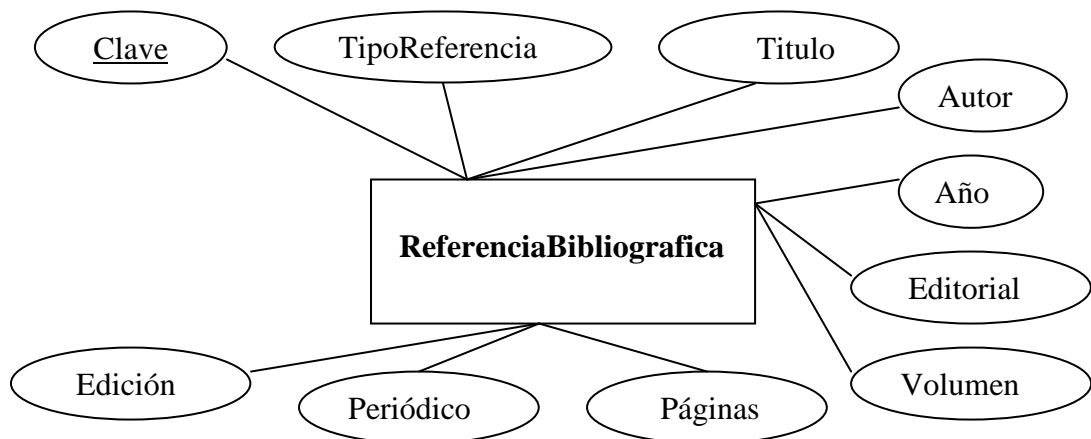 Clave
TipoReferencia
Titulo
Autor
Año
ReferenciaBibliografica
Editorial
Edición
Periódico
Páginas
Volumen